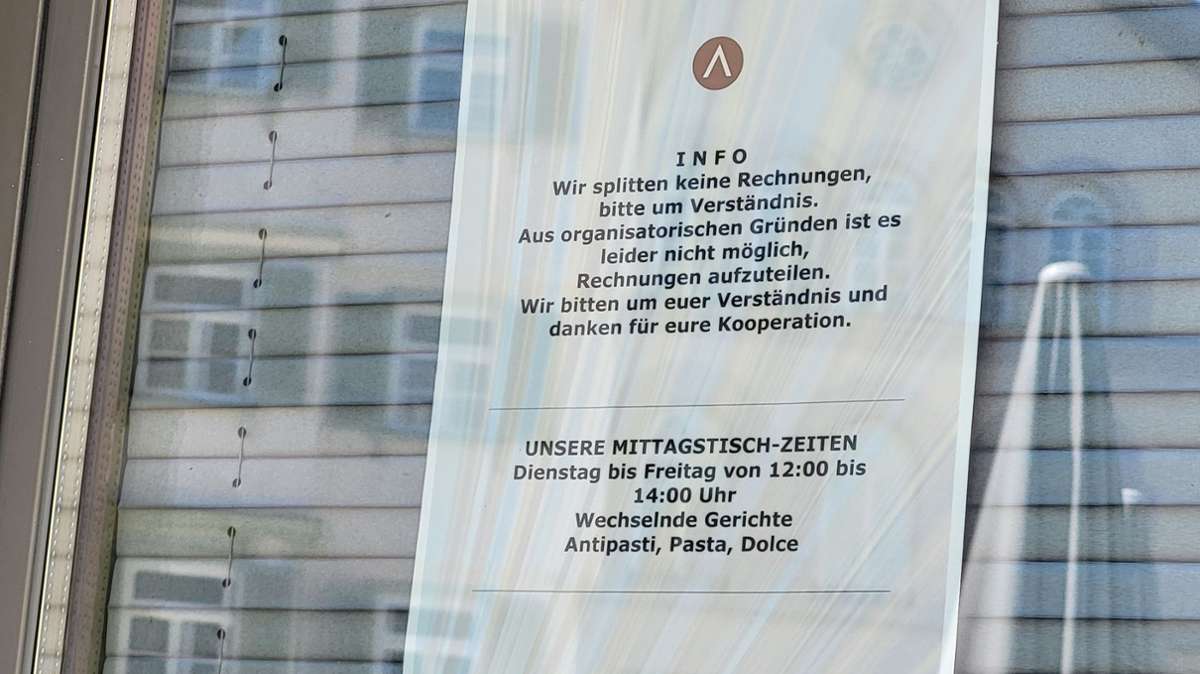 INFO
Wir splitten keine Rechnungen,
bitte um Verständnis.
Aus organisatorischen Gründen ist es
leider nicht möglich,
Rechnungen aufzuteilen.
Wir bitten um euer Verständnis und
danken für eure Kooperation.
UNSERE MITTAGSTISCH-ZEITEN
Dienstag bis Freitag von 12:00 bis
14:00 Uhr
Wechselnde Gerichte
Antipasti, Pasta, Dolce